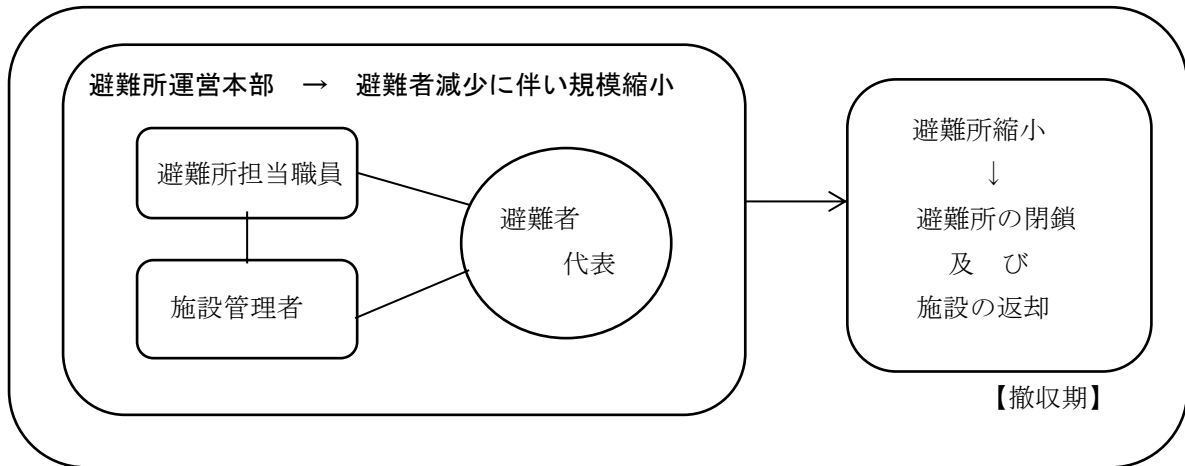 避難所運営本部　→　避難者減少に伴い規模縮小
避難所担当職員
施設管理者
避難者
代表
避難所縮小
↓
避難所の閉鎖
及　び
施設の返却
【撤収期】